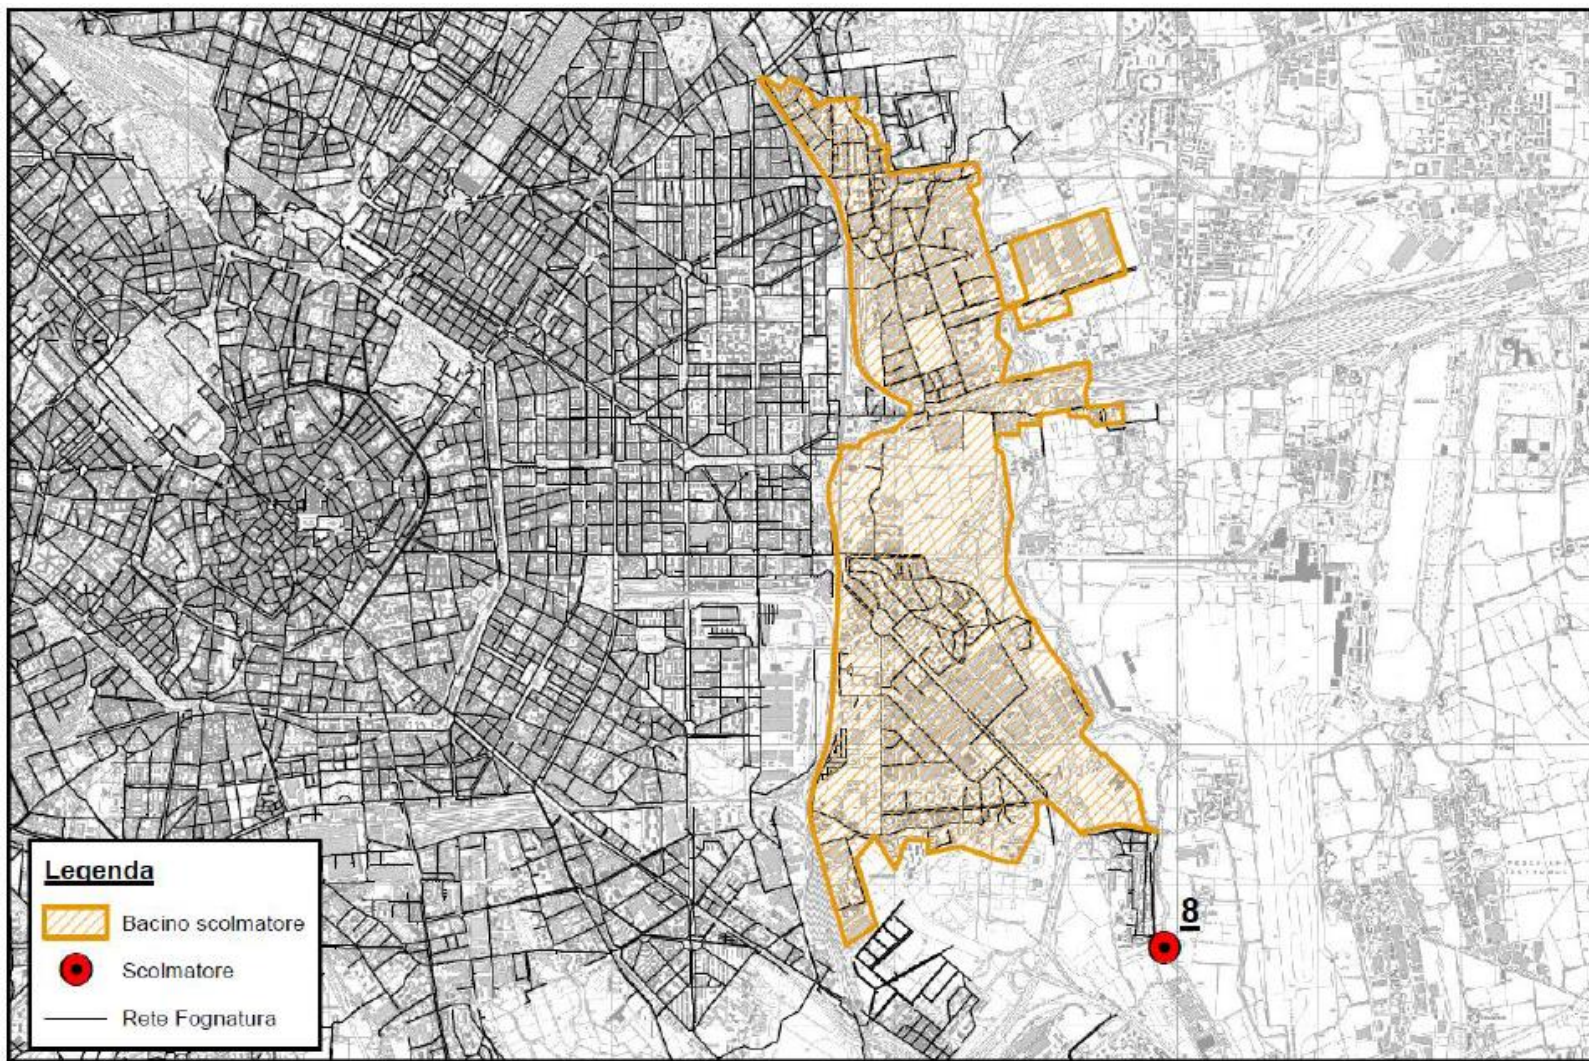 8
Legenda
Bacino scolmatore
Scolmatore
Rete Fognatura